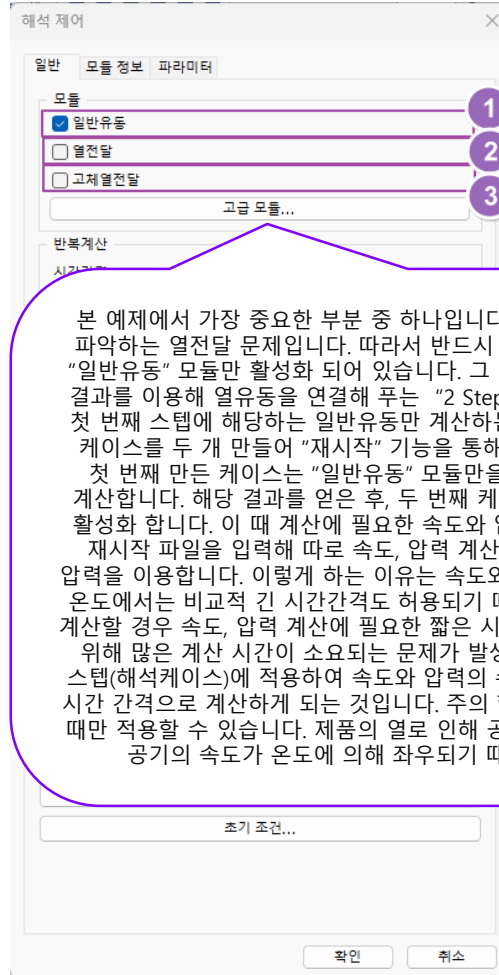 해석 제어
일반 모듈 정보 파라미터
모듈
일반유동
1
열전달
2
고체열전달
3
고급 모듈...
반복계산
본 예제에서 가장 중요한 부분 중 하나입니다
파악하는 열전달 문제입니다. 따라서 반드시
"일반유동" 모듈만 활성화 되어 있습니다. 그
결과를 이용해 열유동을 연결해 푸는 "2 Step
첫 번째 스텝에 해당하는 일반유동만 계산하는
케이스를 두 개 만들어 "재시작" 기능을 통해
첫 번째 만든 케이스는 "일반유동" 모듈만을
계산합니다. 해당 결과를 얻은 후, 두 번째 케
활성화 합니다. 이 때 계산에 필요한 속도와
재시작 파일을 입력해 따로 속도, 압력 계산
압력을 이용합니다. 이렇게 하는 이유는 속도와
온도에서는 비교적 긴 시간간격도 허용되기
계산할 경우 속도, 압력 계산에 필요한 짧은 시
위해 많은 계산 시간이 소요되는 문제가 발생
스텝(해석케이스)에 적용하여 속도와 압력의
시간 간격으로 계산하게 되는 것입니다. 주의
때만 적용할 수 있습니다. 제품의 열로 인해 공
공기의 속도가 온도에 의해 좌우되기
초기 조건...
확인 취소